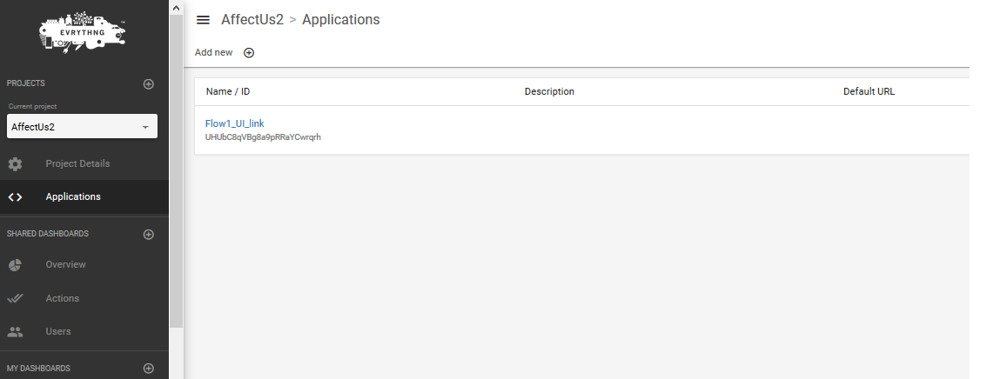 EVRYTHNG
PROJECTS
Current project
AffectUs2
Project Details
Applications
SHARED DASHBOARDS
Overview
Actions
Users
MY DASHBOARDS
AffectUs2 > Applications
Add new
Name / ID Description Default URL
Flow1_UI_link
UHUbC8qVBg8a9pRRaYCwrqrh